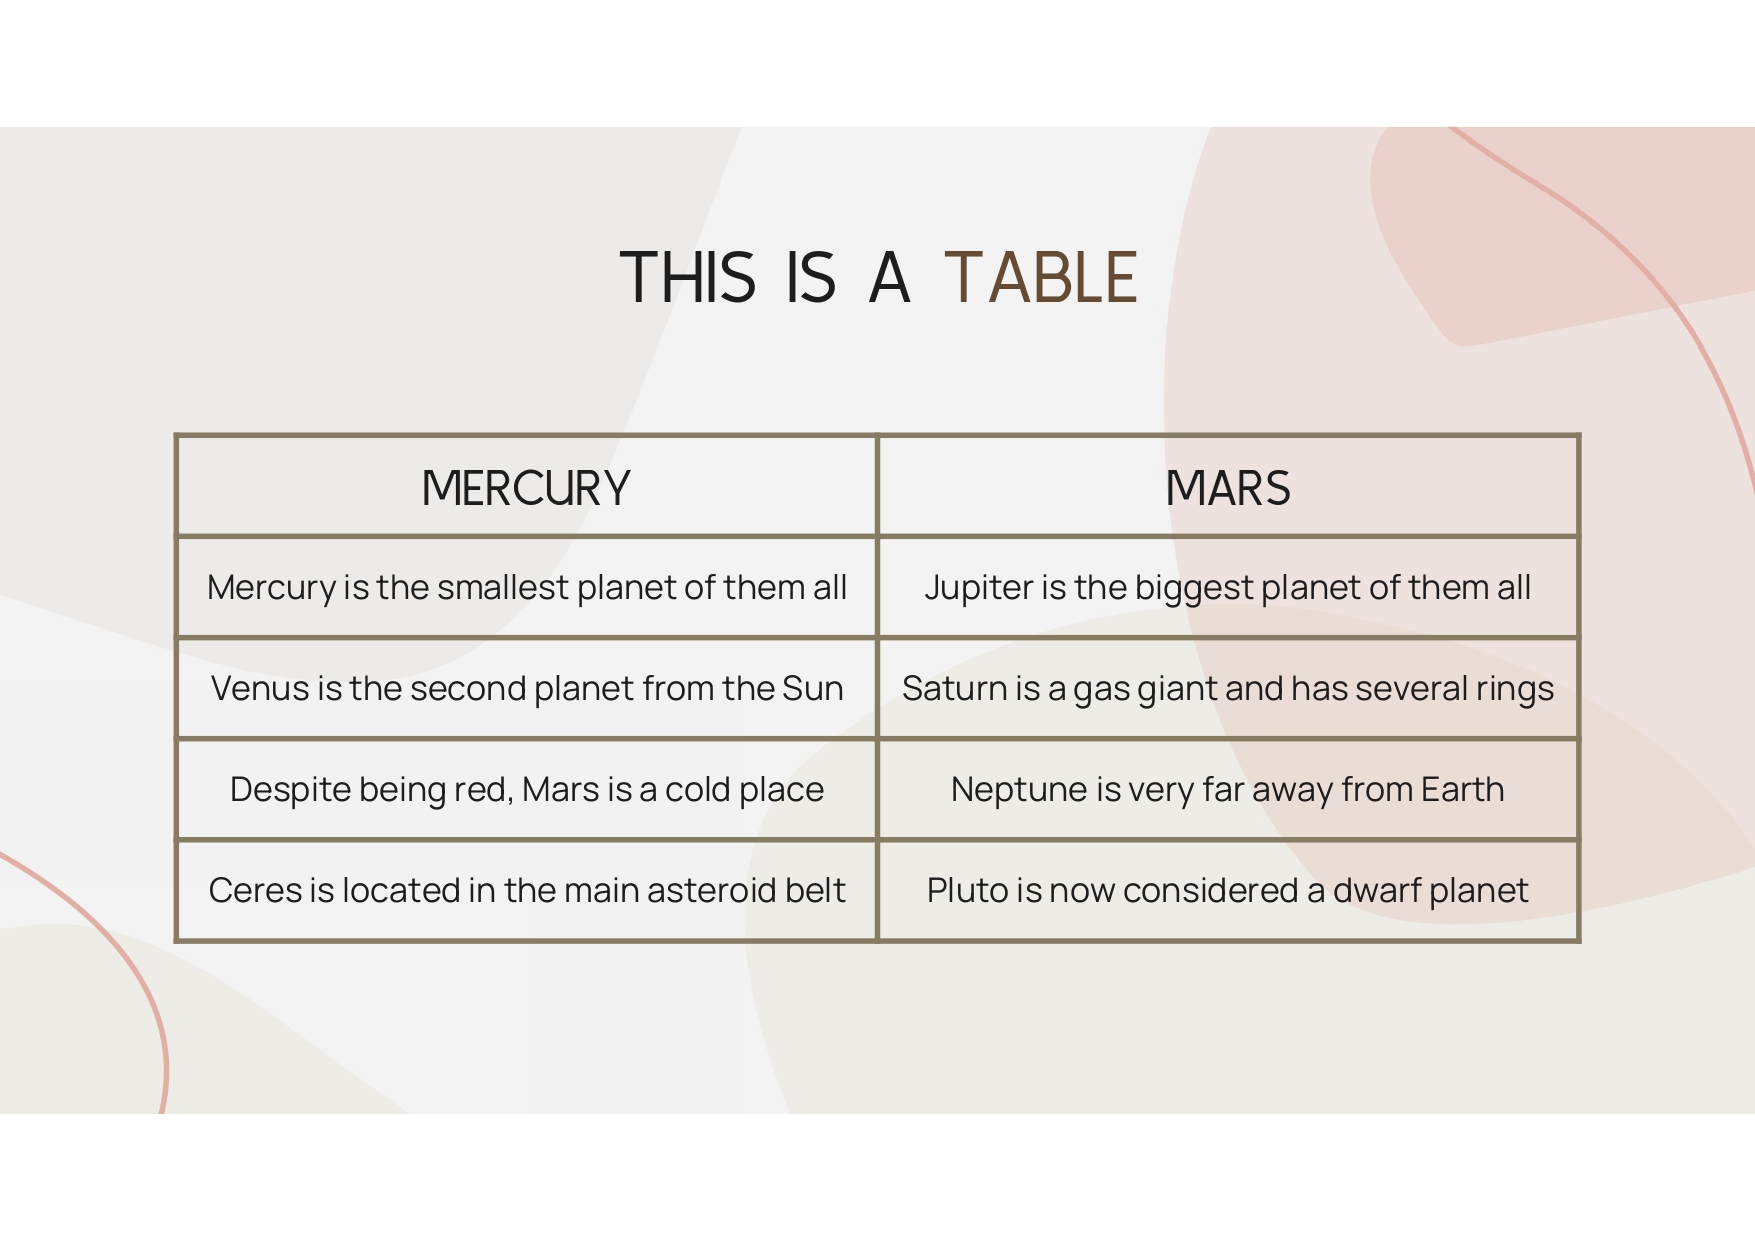 THIS IS A TABLE
MERCURY MARS
Mercury is the smallest planet of them all Jupiter is the biggest planet of them all
Venus is the second planet from the Sun Saturn is a gas giant and has several rings
Despite being red, Mars is a cold place Neptune is very far away from Earth
Ceres is located in the main asteroid belt Pluto is now considered a dwarf planet